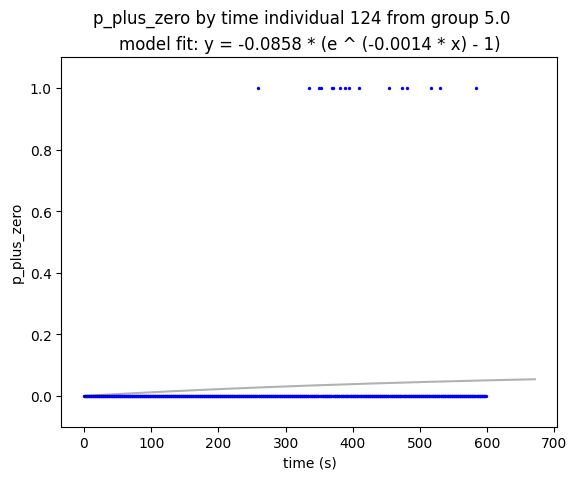 p_plus_zero by time individual 124 from group 5.0
model fit: y = -0.0858 * (e ^ (-0.0014 * x) - 1)
1.0
0.8
0.6
0.4
0.2
0.0
p_plus_zero
0 100 200 300 400 500 600 700
time (s)